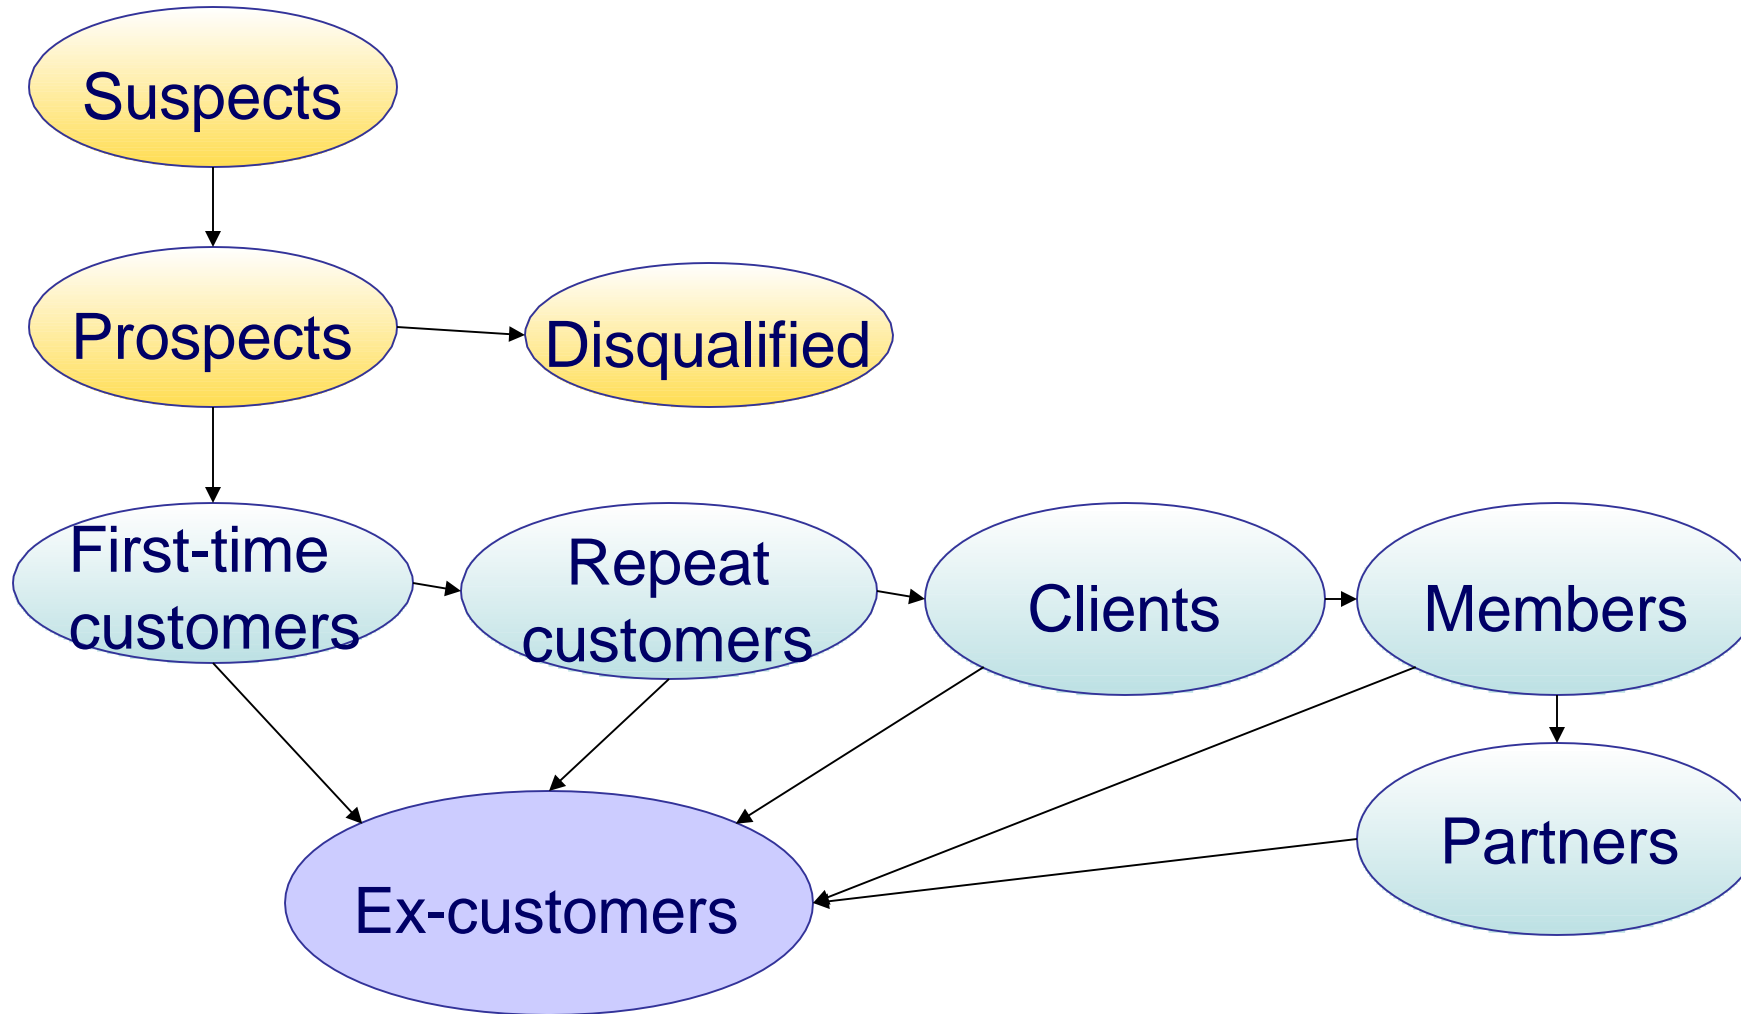 Suspects
Prospects
Disqualified
First-time
customers
Repeat
customers
Clients
Members
Partners
Ex-customers